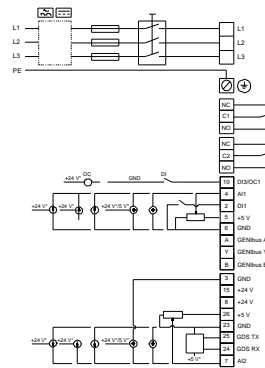 L1
L1
L2
L2
L3
L3
PE
NC
C1
NO
NC
C2
NO
+24 V* OC GND DI
10 DI3/OC1
4 AI1
2 DI1
5 +5 V
6 GND
+24 V* +24 V* +24 V*/5 V*
A GENIbus A
Y GENIbus Y
B GENIbus B
3 GND
15 +24 V
8 +24 V
26 +5 V
23 GND
25 GDS TX
24 GDS RX
7 AI2
+24 V* +24 V* +24 V*/5 V*
+5 V*